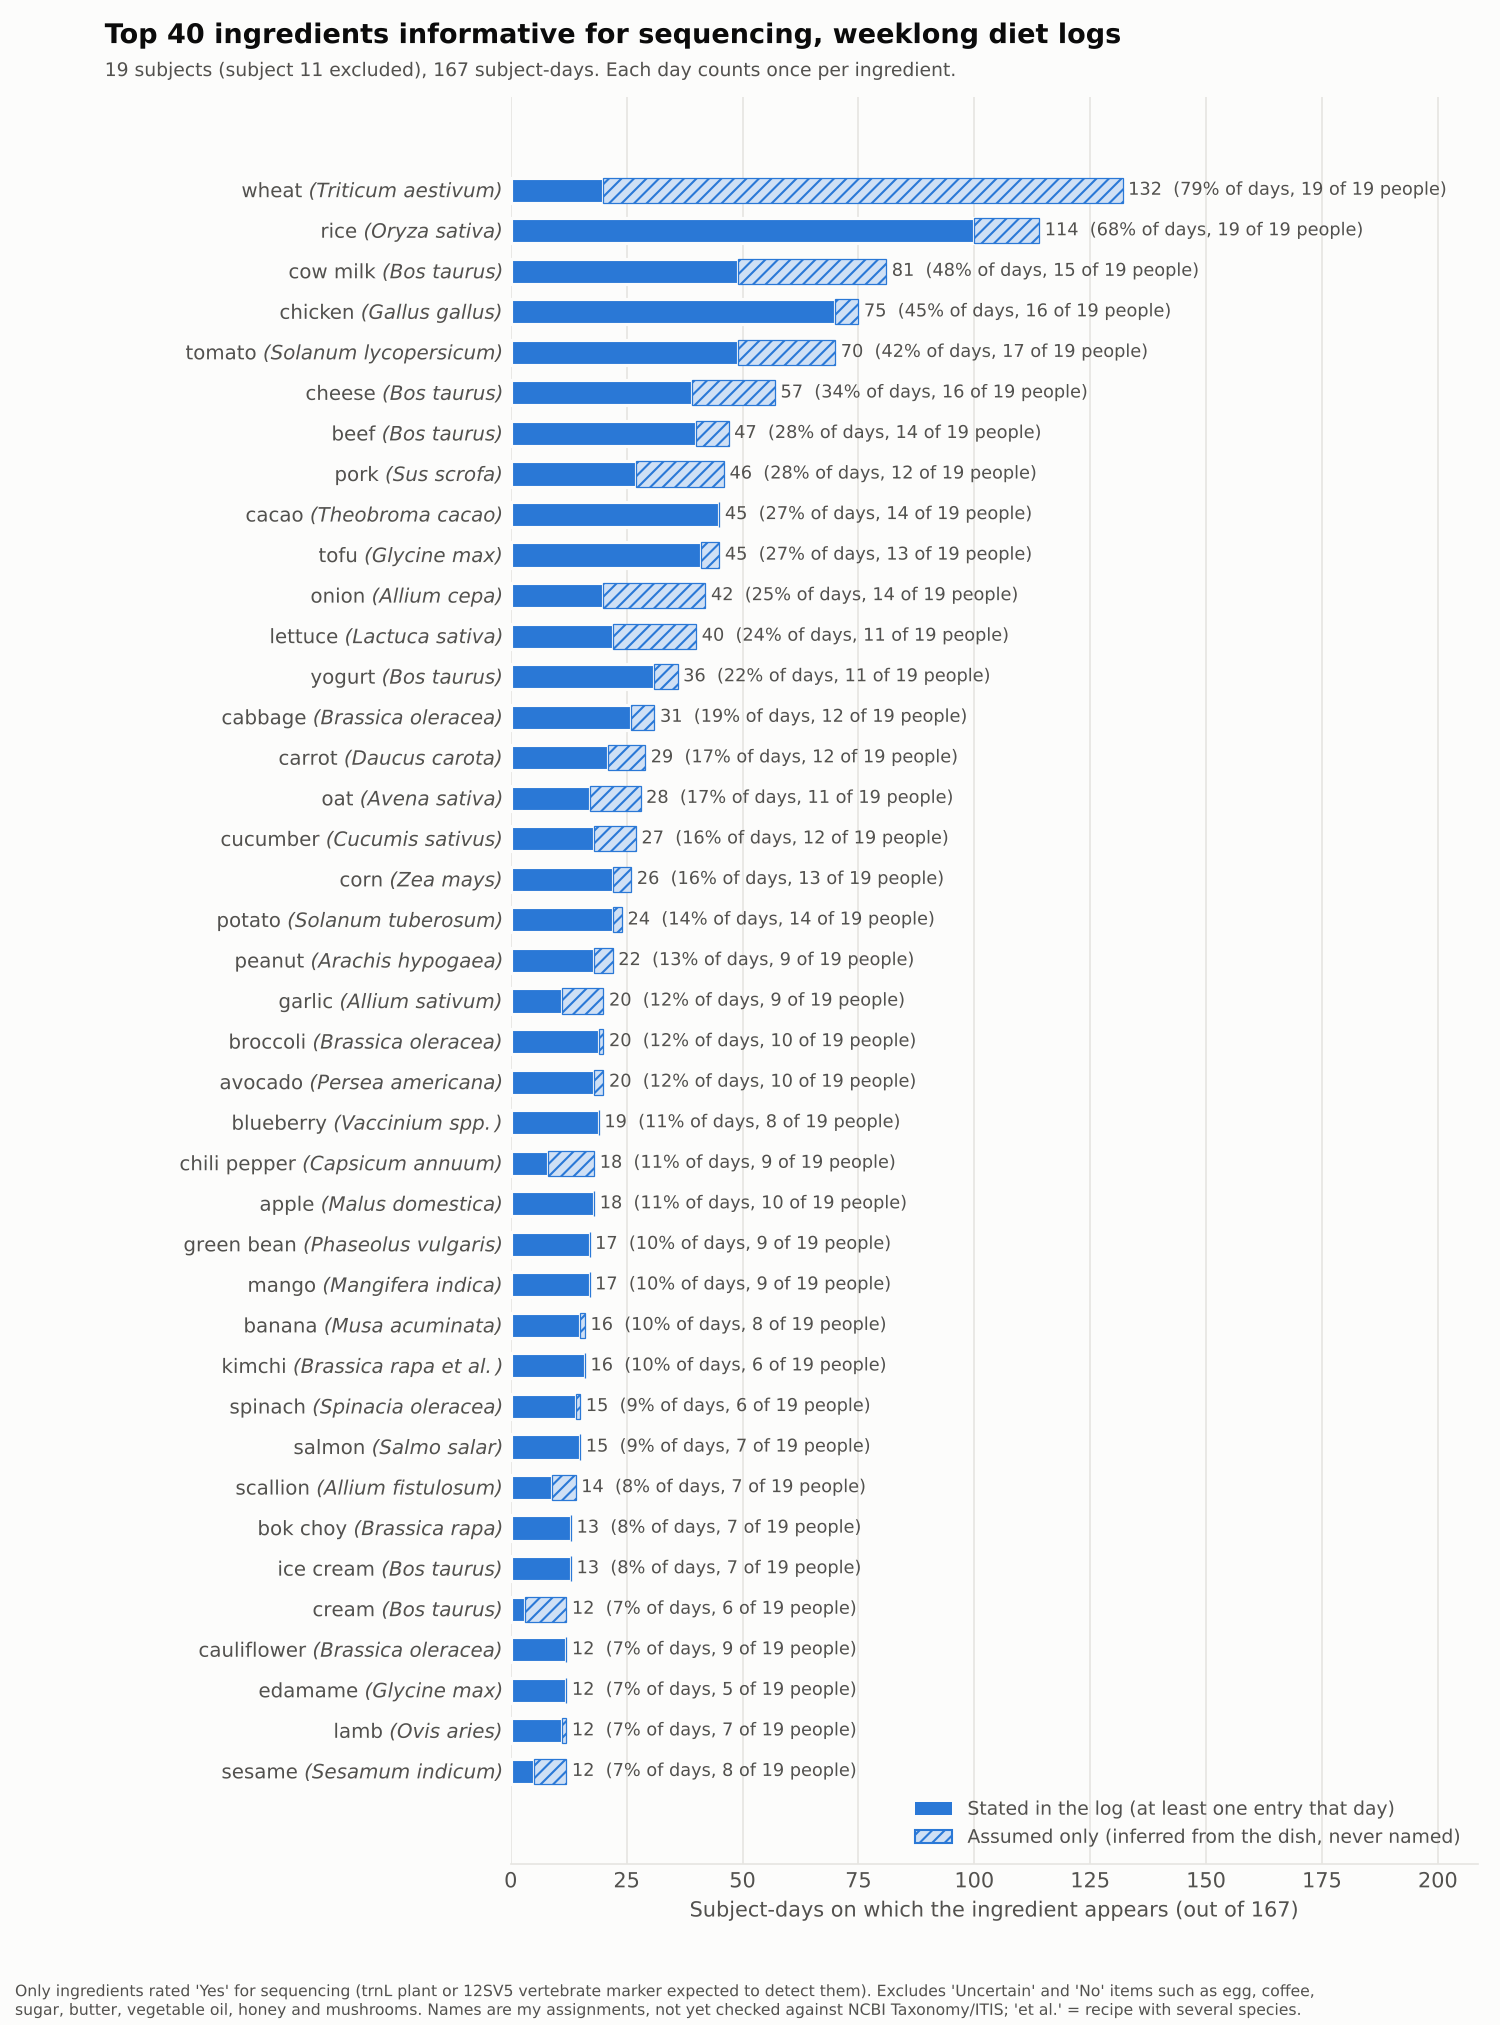 Top 40 ingredients informative for sequencing, weeklong diet logs
19 subjects (subject 11 excluded), 167 subject-days. Each day counts once per ingredient.
wheat (Triticum aestivum) 132 (79% of days, 19 of 19 people)
rice (Oryza sativa) 114 (68% of days, 19 of 19 people)
cow milk (Bos taurus) 81 (48% of days, 15 of 19 people)
chicken (Gallus gallus) 75 (45% of days, 16 of 19 people)
tomato (Solanum lycopersicum) 70 (42% of days, 17 of 19 people)
cheese (Bos taurus) 57 (34% of days, 16 of 19 people)
beef (Bos taurus) 47 (28% of days, 14 of 19 people)
pork (Sus scrofa) 46 (28% of days, 12 of 19 people)
cacao (Theobroma cacao) 45 (27% of days, 14 of 19 people)
tofu (Glycine max) 45 (27% of days, 13 of 19 people)
onion (Allium cepa) 42 (25% of days, 14 of 19 people)
lettuce (Lactuca sativa) 40 (24% of days, 11 of 19 people)
yogurt (Bos taurus) 36 (22% of days, 11 of 19 people)
cabbage (Brassica oleracea) 31 (19% of days, 12 of 19 people)
carrot (Daucus carota) 29 (17% of days, 12 of 19 people)
oat (Avena sativa) 28 (17% of days, 11 of 19 people)
cucumber (Cucumis sativus) 27 (16% of days, 12 of 19 people)
corn (Zea mays) 26 (16% of days, 13 of 19 people)
potato (Solanum tuberosum) 24 (14% of days, 14 of 19 people)
peanut (Arachis hypogaea) 22 (13% of days, 9 of 19 people)
garlic (Allium sativum) 20 (12% of days, 9 of 19 people)
broccoli (Brassica oleracea) 20 (12% of days, 10 of 19 people)
avocado (Persea americana) 20 (12% of days, 10 of 19 people)
blueberry (Vaccinium spp.) 19 (11% of days, 8 of 19 people)
chili pepper (Capsicum annuum) 18 (11% of days, 9 of 19 people)
apple (Malus domestica) 18 (11% of days, 10 of 19 people)
green bean (Phaseolus vulgaris) 17 (10% of days, 9 of 19 people)
mango (Mangifera indica) 17 (10% of days, 9 of 19 people)
banana (Musa acuminata) 16 (10% of days, 8 of 19 people)
kimchi (Brassica rapa et al.) 16 (10% of days, 6 of 19 people)
spinach (Spinacia oleracea) 15 (9% of days, 6 of 19 people)
salmon (Salmo salar) 15 (9% of days, 7 of 19 people)
scallion (Allium fistulosum) 14 (8% of days, 7 of 19 people)
bok choy (Brassica rapa) 13 (8% of days, 7 of 19 people)
ice cream (Bos taurus) 13 (8% of days, 7 of 19 people)
cream (Bos taurus) 12 (7% of days, 6 of 19 people)
cauliflower (Brassica oleracea) 12 (7% of days, 9 of 19 people)
edamame (Glycine max) 12 (7% of days, 5 of 19 people)
lamb (Ovis aries) 12 (7% of days, 7 of 19 people)
sesame (Sesamum indicum) 12 (7% of days, 8 of 19 people)
Stated in the log (at least one entry that day)
Assumed only (inferred from the dish, never named)
0 25 50 75 100 125 150 175 200
Subject-days on which the ingredient appears (out of 167)
Only ingredients rated 'Yes' for sequencing (trnL plant or 12SV5 vertebrate marker expected to detect them). Excludes 'Uncertain' and 'No' items such as egg, coffee,
sugar, butter, vegetable oil, honey and mushrooms. Names are my assignments, not yet checked against NCBI Taxonomy/ITIS; 'et al.' = recipe with several species.